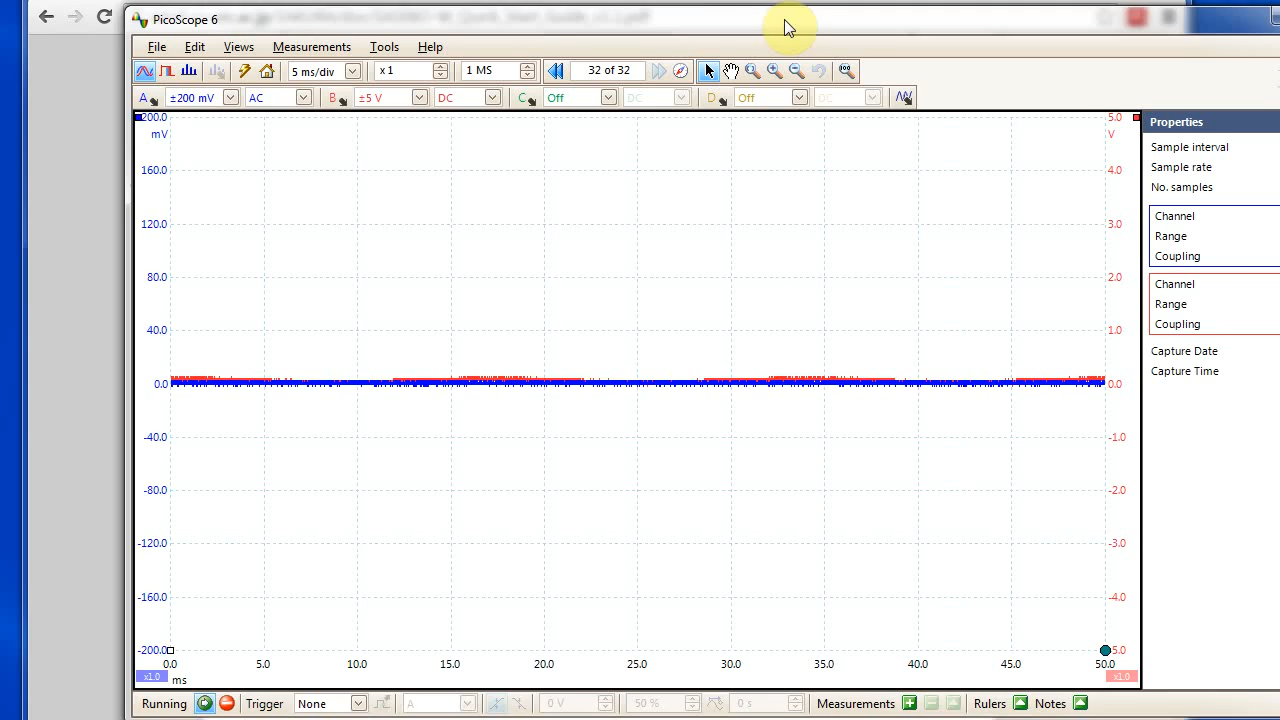 PicoScope 6
File Edit Views Measurements Tools Help
5 ms/div x 1 1 MS 32 of 32
A ±200 mV AC B ±5 V DC C Off DC D Off DC
200.0 5.0
mV V
160.0 4.0
120.0 3.0
80.0 2.0
40.0 1.0
0.0 0.0
-40.0 -1.0
-80.0 -2.0
-120.0 -3.0
-160.0 -4.0
-200.0 5.0
0.0 5.0 10.0 15.0 20.0 25.0 30.0 35.0 40.0 45.0 50.0
x1.0 ms x1.0
Properties
Sample interval
Sample rate
No. samples
Channel
Range
Coupling
Channel
Range
Coupling
Capture Date
Capture Time
Running Trigger None A 0 V 50 % 0 s Measurements Rulers Notes